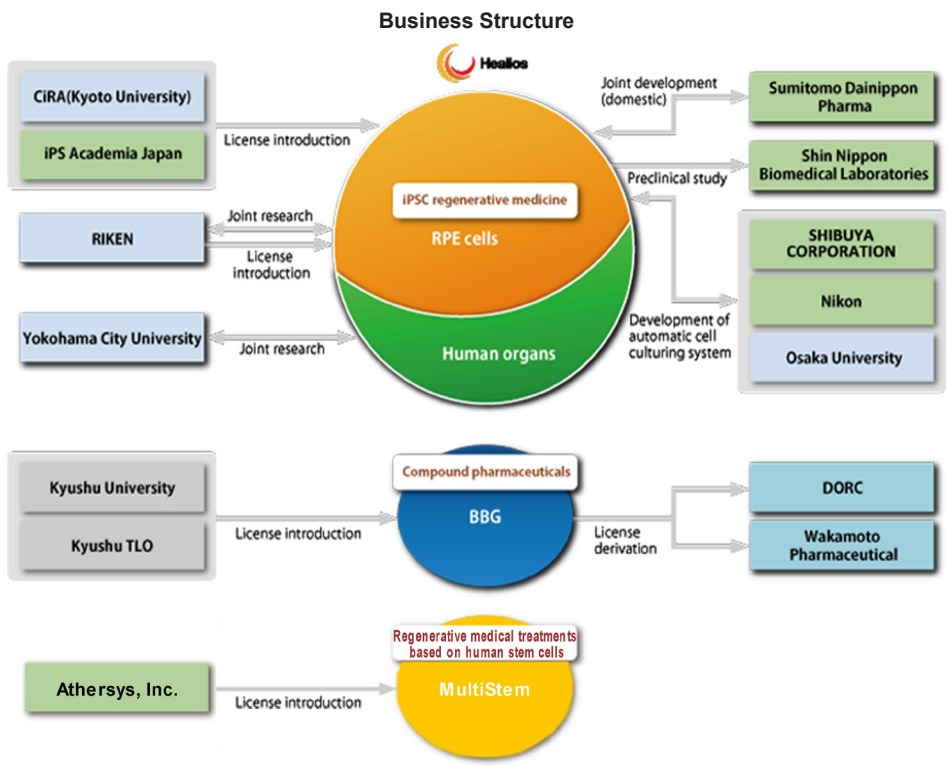 Business Structure
Healios
CiRA(Kyoto University)
iPS Academia Japan
License introduction
RIKEN
Joint research
License
introduction
Yokohama City University
Joint research
iPSC regenerative medicine
RPE cells
Human organs
Joint development
(domestic)
Sumitomo Dainippon
Pharma
Preclinical study
Shin Nippon
Biomedical Laboratories
Development of
automatic cell
culturing system
SHIBUYA
CORPORATION
Nikon
Osaka University
Kyushu University
Kyushu TLO
License introduction
Compound pharmaceuticals
BBG
License
derivation
DORC
Wakamoto
Pharmaceutical
Athersys, Inc.
License introduction
Regenerative medical treatments
based on human stem cells
MultiStem